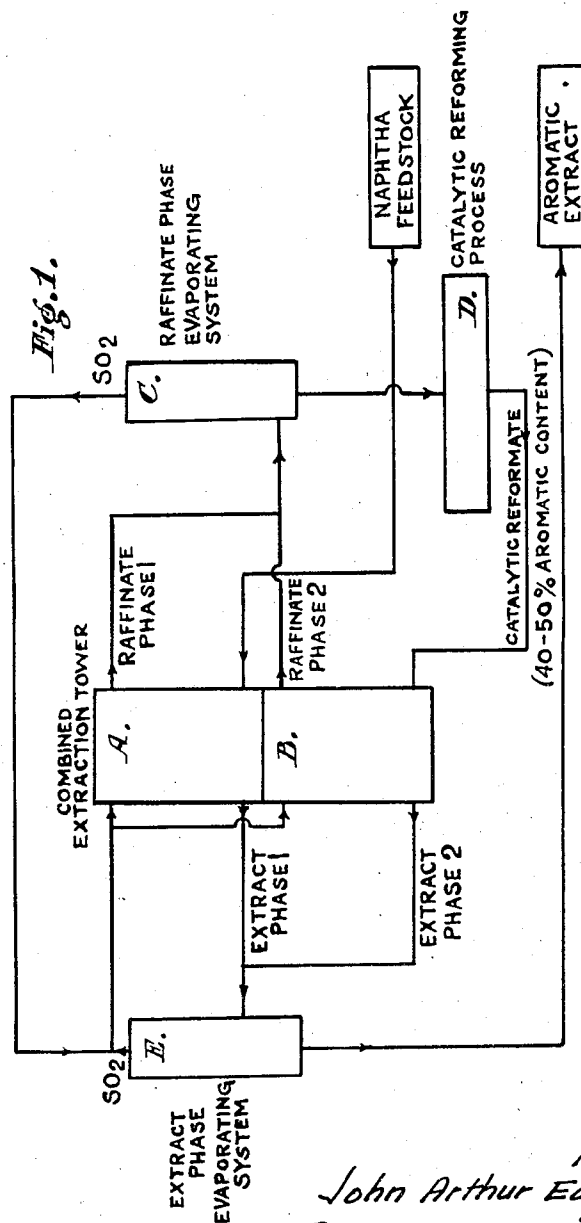 Fig. 1.
SO2
RAFFINATE PHASE
EVAPORATING
SYSTEM
C.
NAPHTHA
FEEDSTOCK
CATALYTIC REFORMING
PROCESS
D.
AROMATIC
EXTRACT
RAFFINATE
PHASE 1
RAFFINATE
PHASE 2
CATALYTIC REFORMATE
(40-50% AROMATIC CONTENT)
COMBINED
EXTRACTION TOWER
A.
B.
EXTRACT
PHASE 1
EXTRACT
PHASE 2
SO2
E.
EXTRACT
PHASE
EVAPORATING
SYSTEM
John Arthur